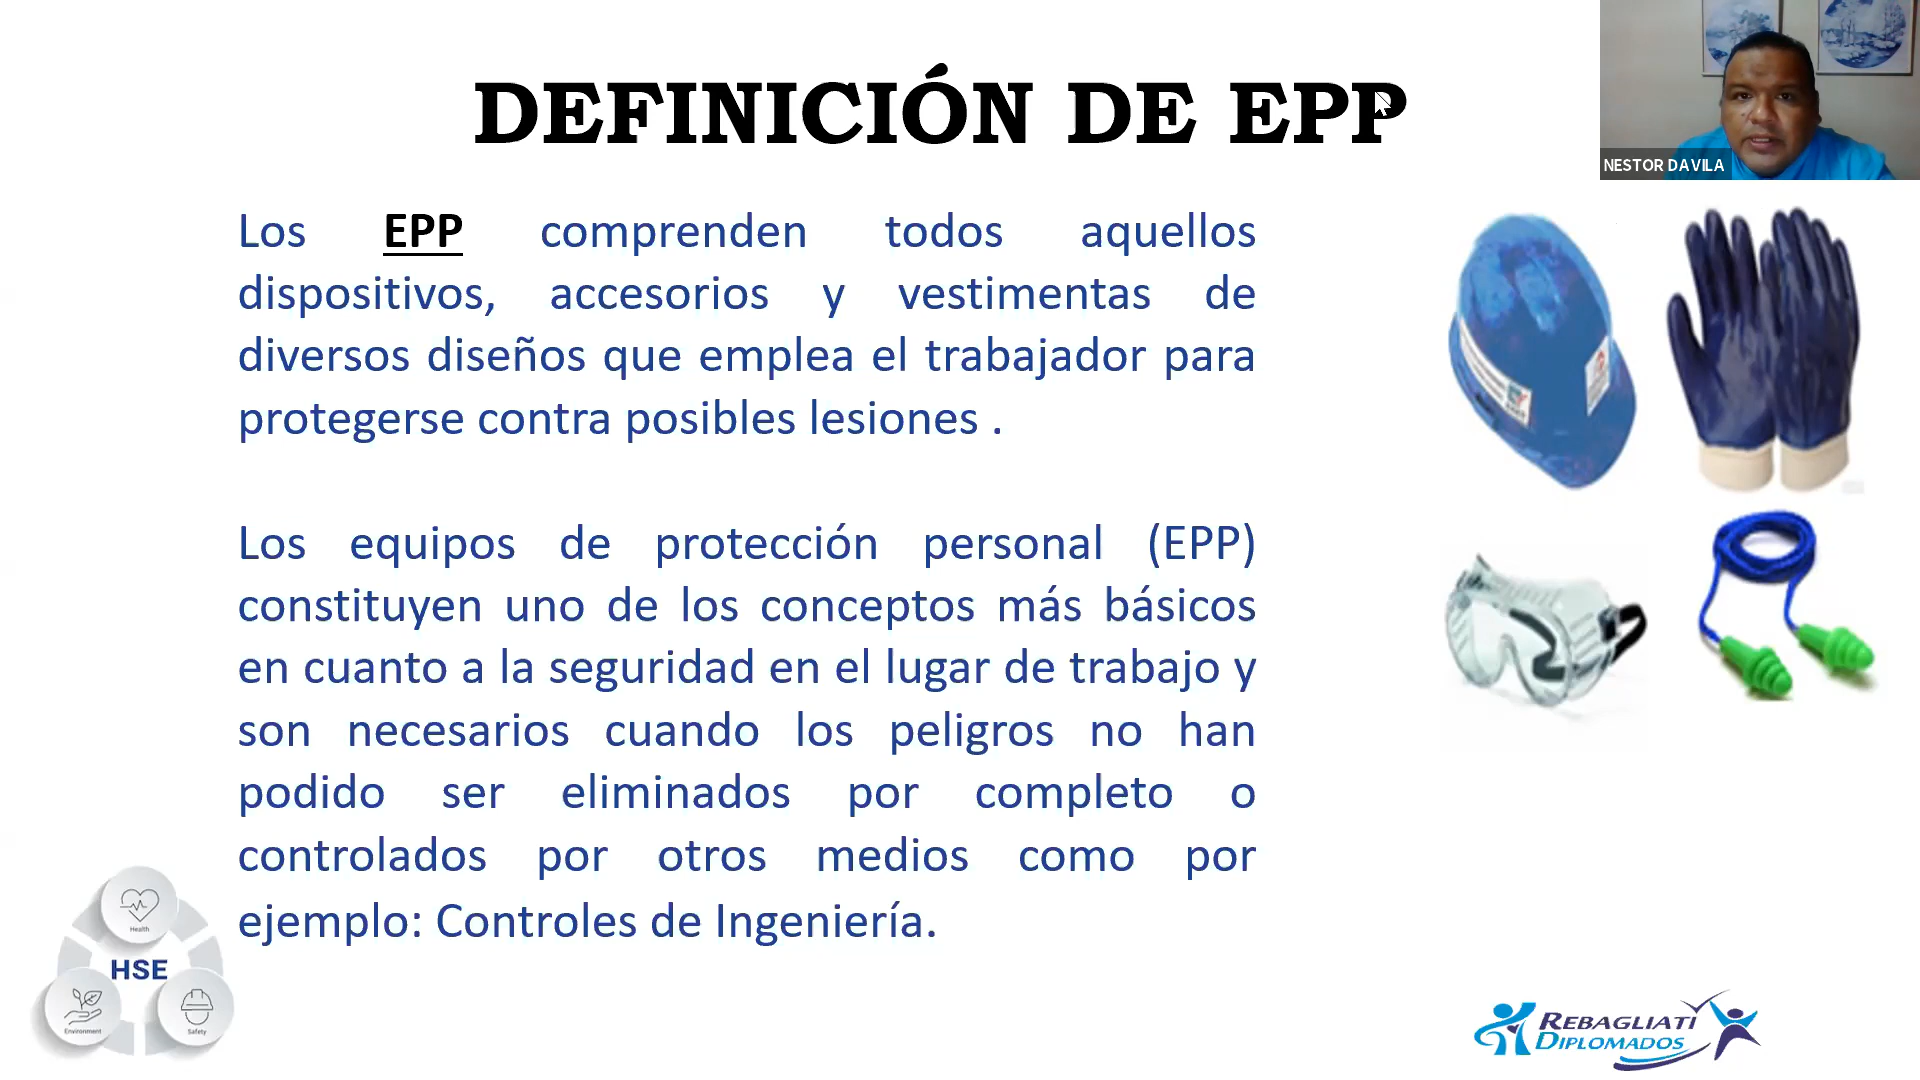 DEFINICIÓN DE EPP
NESTOR DAVILA
Los EPP comprenden todos aquellos
dispositivos, accesorios y vestimentas de
diversos diseños que emplea el trabajador para
protegerse contra posibles lesiones .
Los equipos de protección personal (EPP)
constituyen uno de los conceptos más básicos
en cuanto a la seguridad en el lugar de trabajo y
son necesarios cuando los peligros no han
podido ser eliminados por completo o
controlados por otros medios como por
ejemplo: Controles de Ingeniería.
Health
HSE
Environment
Safety
REBAGLIATI
DIPLOMADOS